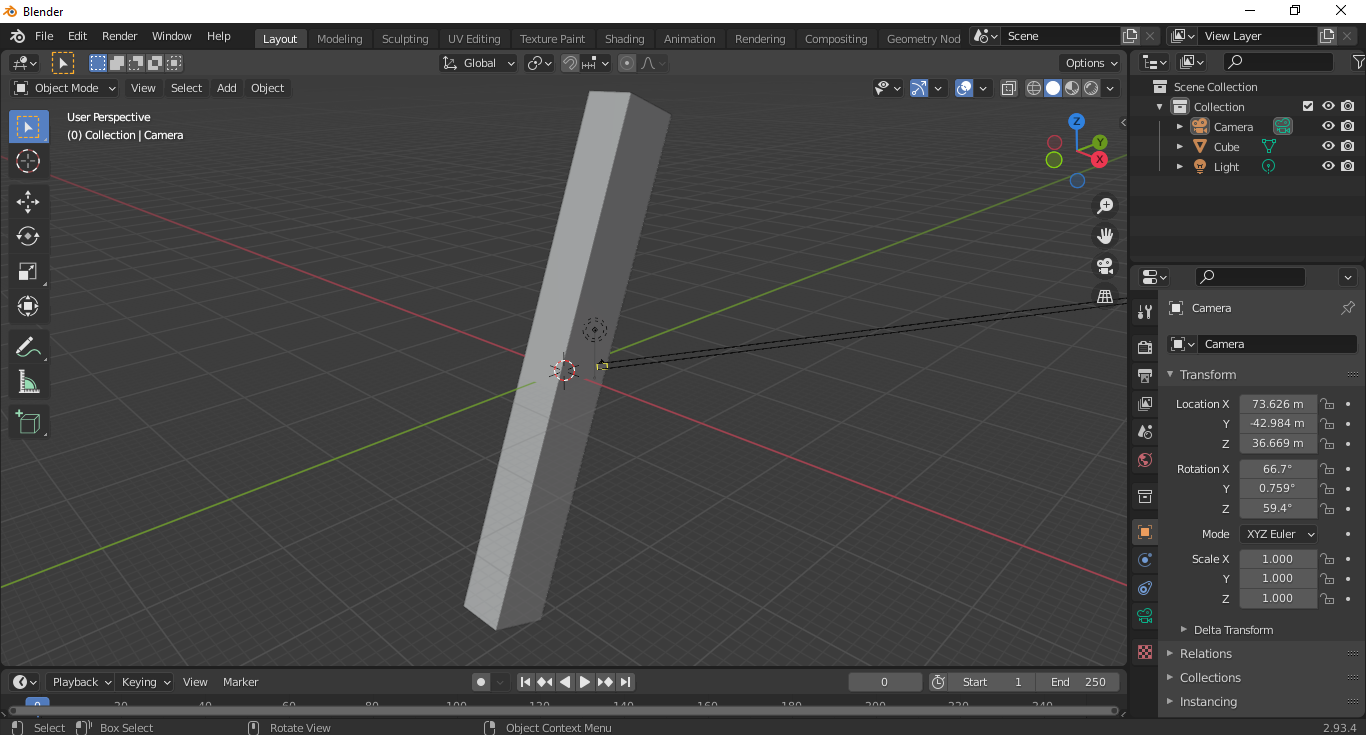 Blender
File Edit Render Window Help Layout Modeling Sculpting UV Editing Texture Paint Shading Animation Rendering Compositing Geometry Nod Scene View Layer
Global Options
Object Mode View Select Add Object
User Perspective
(0) Collection | Camera
Z
Y
X
Scene Collection
Collection
Camera
Cube
Light
Camera
Camera
Transform
Location X 73.626 m
Y -42.984 m
Z 36.669 m
Rotation X 66.7°
Y 0.759°
Z 59.4°
Mode XYZ Euler
Scale X 1.000
Y 1.000
Z 1.000
Delta Transform
Relations
Collections
Instancing
Playback Keying View Marker 0 Start 1 End 250
0 20 40 60 80 100 120 140 160 180 200 220 240
Select Box Select Rotate View Object Context Menu 2.93.4